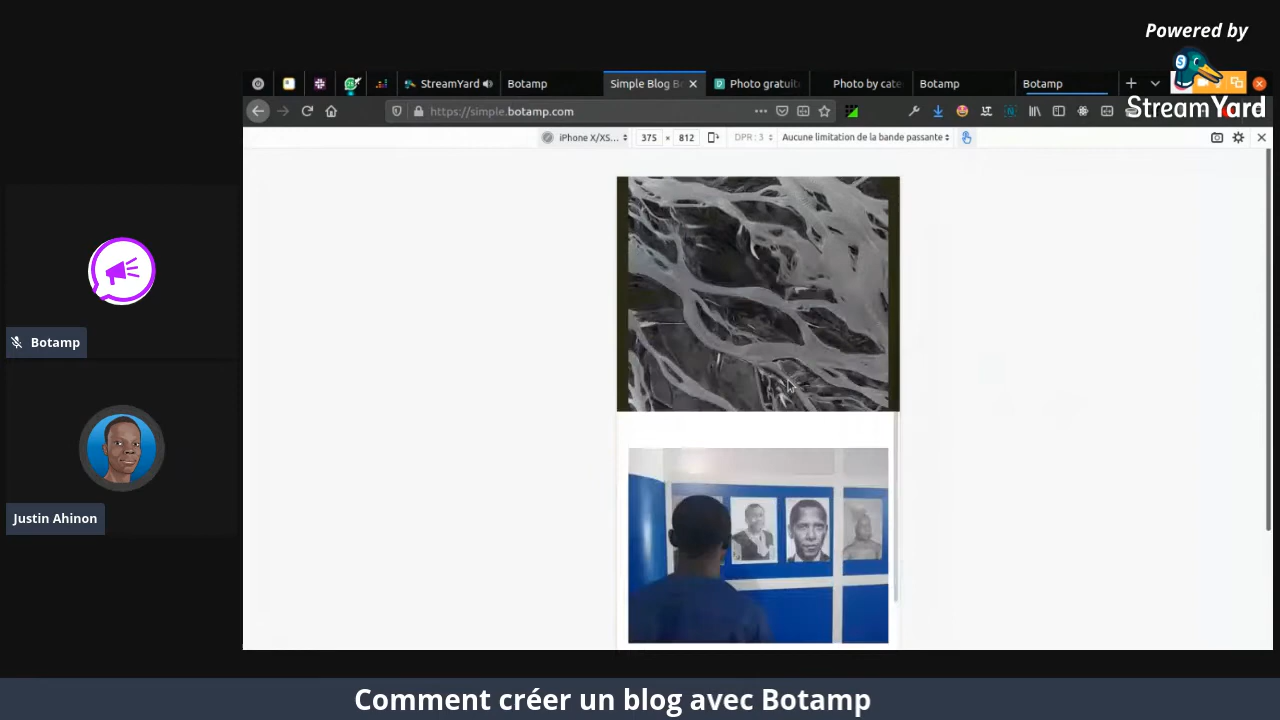 Powered by
StreamYard
StreamYard
Botamp
Simple Blog Bo
Photo gratuit
Photo by cate
Botamp
Botamp
https://simple.botamp.com
iPhone X/XS...
375 × 812
DPR : 3
Aucune limitation de la bande passante
Botamp
Justin Ahinon
Comment créer un blog avec Botamp